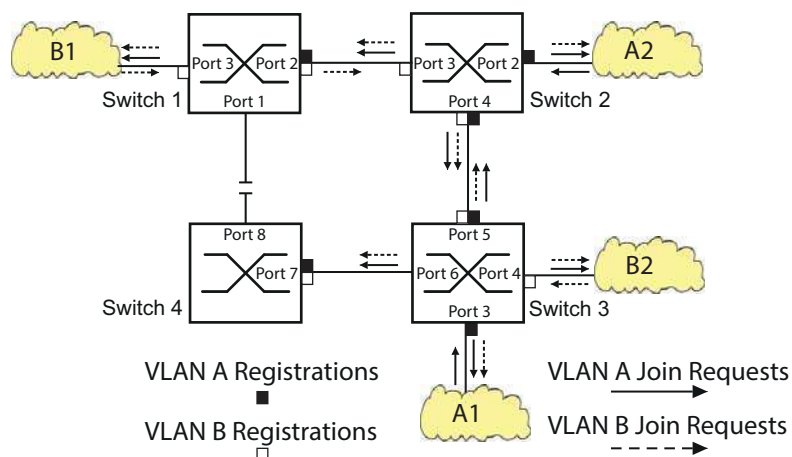 B1
Port 3
Port 2
Port 1
Switch 1
Port 3
Port 2
Port 4
Switch 2
A2
Port 8
Port 7
Switch 4
Port 5
Port 6
Port 4
Port 3
Switch 3
B2
A1
VLAN A Registrations
VLAN B Registrations
VLAN A Join Requests
VLAN B Join Requests